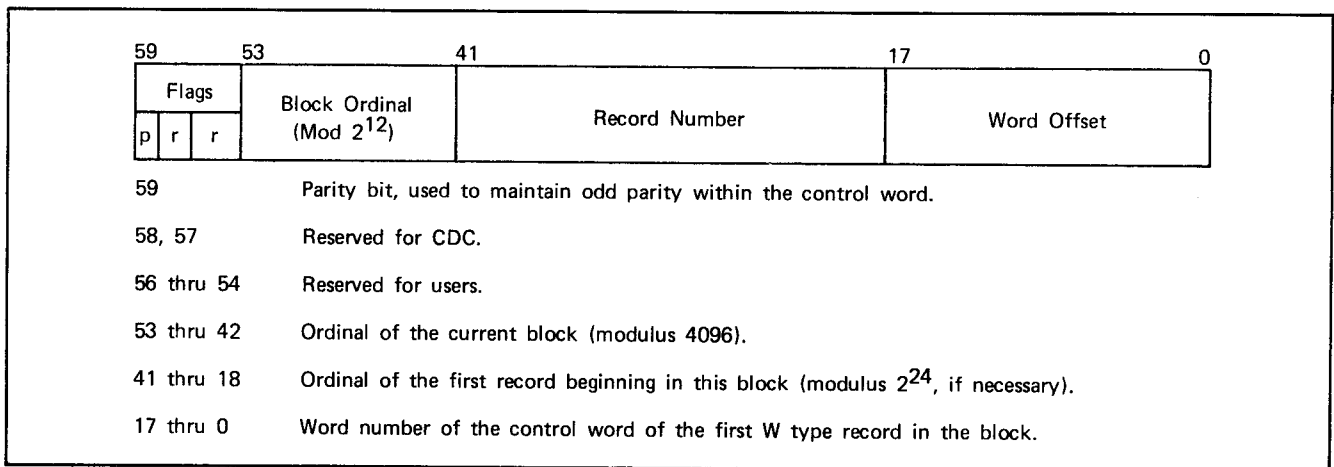 59 53 41 17 0
Flags
Block Ordinal
(Mod 2^12)
Record Number
Word Offset
p r r
59 Parity bit, used to maintain odd parity within the control word.
58, 57 Reserved for CDC.
56 thru 54 Reserved for users.
53 thru 42 Ordinal of the current block (modulus 4096).
41 thru 18 Ordinal of the first record beginning in this block (modulus 2^24, if necessary).
17 thru 0 Word number of the control word of the first W type record in the block.